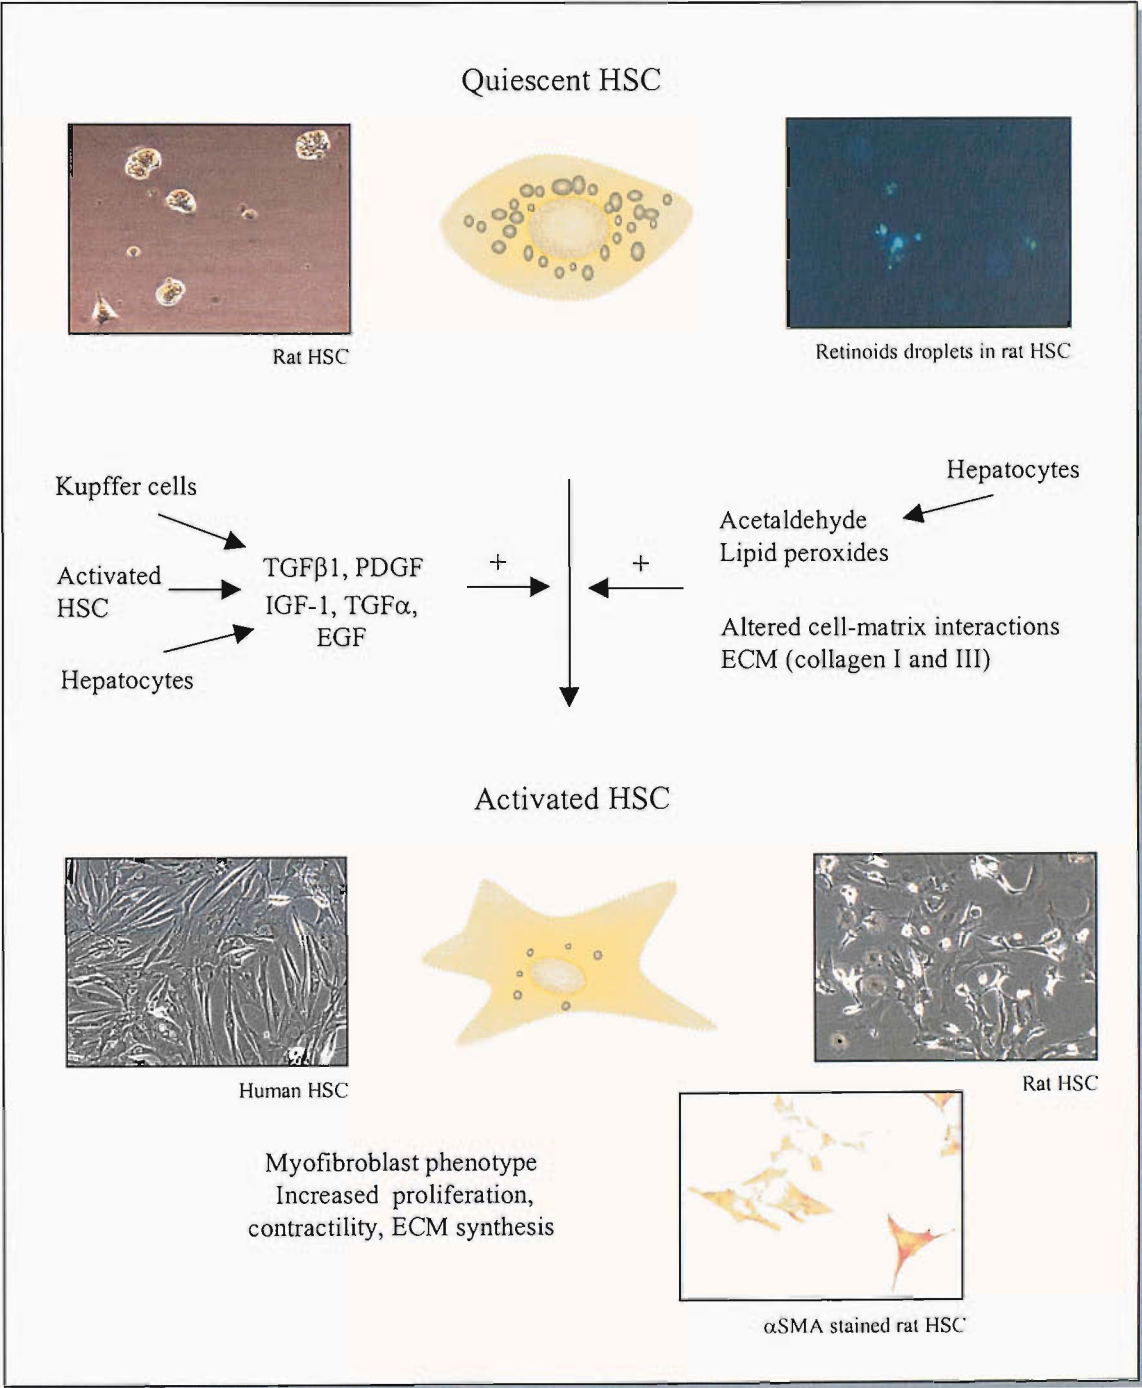 Quiescent HSC
Rat HSC
Retinoids droplets in rat HSC
Kupffer cells
Activated
HSC
Hepatocytes
TGFβ1, PDGF
IGF-1, TGFα,
EGF
+
+
Hepatocytes
Acetaldehyde
Lipid peroxides
Altered cell-matrix interactions
ECM (collagen I and III)
Activated HSC
Human HSC
Rat HSC
Myofibroblast phenotype
Increased proliferation,
contractility, ECM synthesis
αSMA stained rat HSC